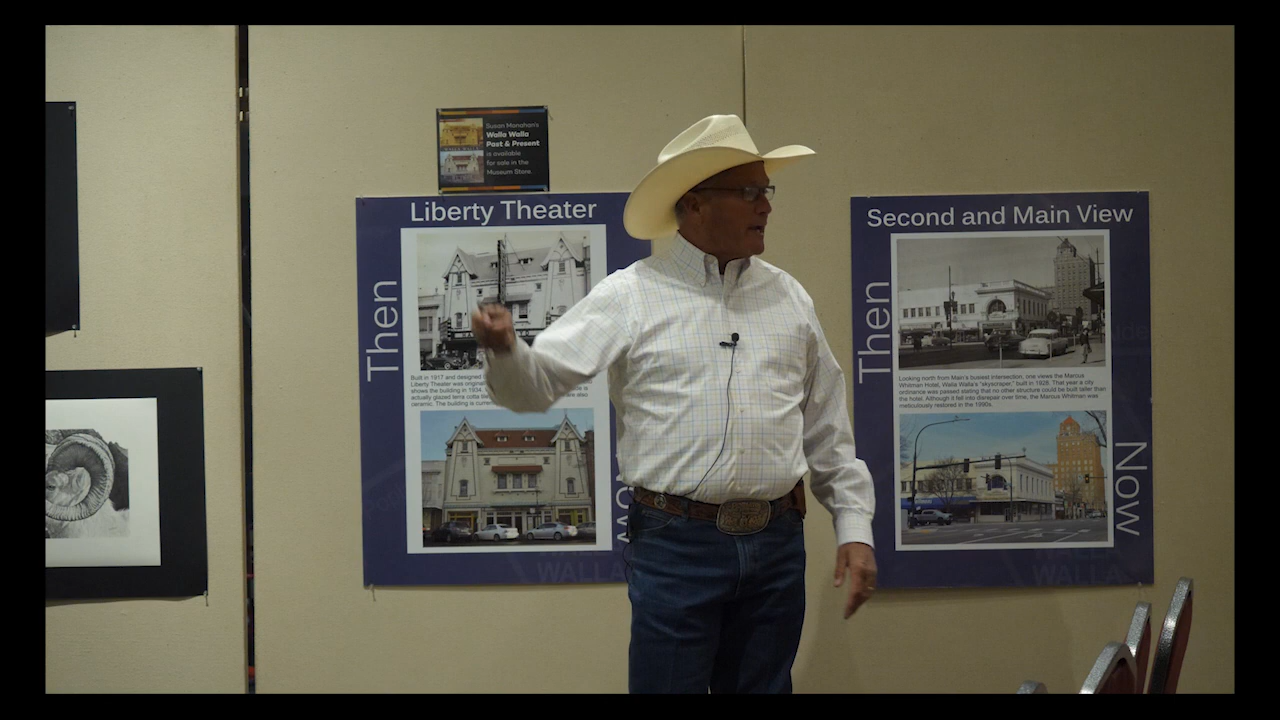 Susan Monahan's
Walla Walla
Past & Present
is available
for sale in the
Museum Store.
Liberty Theater
Then
Built in 1917 and designed
Liberty Theater was original
shows the building in 1934.
actually glazed terra cotta
ceramic. The building is
is
are also
WALLA
Second and Main View
Then
Looking north from Main's busiest intersection, one views the Marcus
Whitman Hotel, Walla Walla's "skyscraper," built in 1928. That year a city
ordinance was passed stating that no other structure could be built taller than
the hotel. Although it fell into disrepair over time, the Marcus Whitman was
meticulously restored in the 1990s.
Now
WALLA